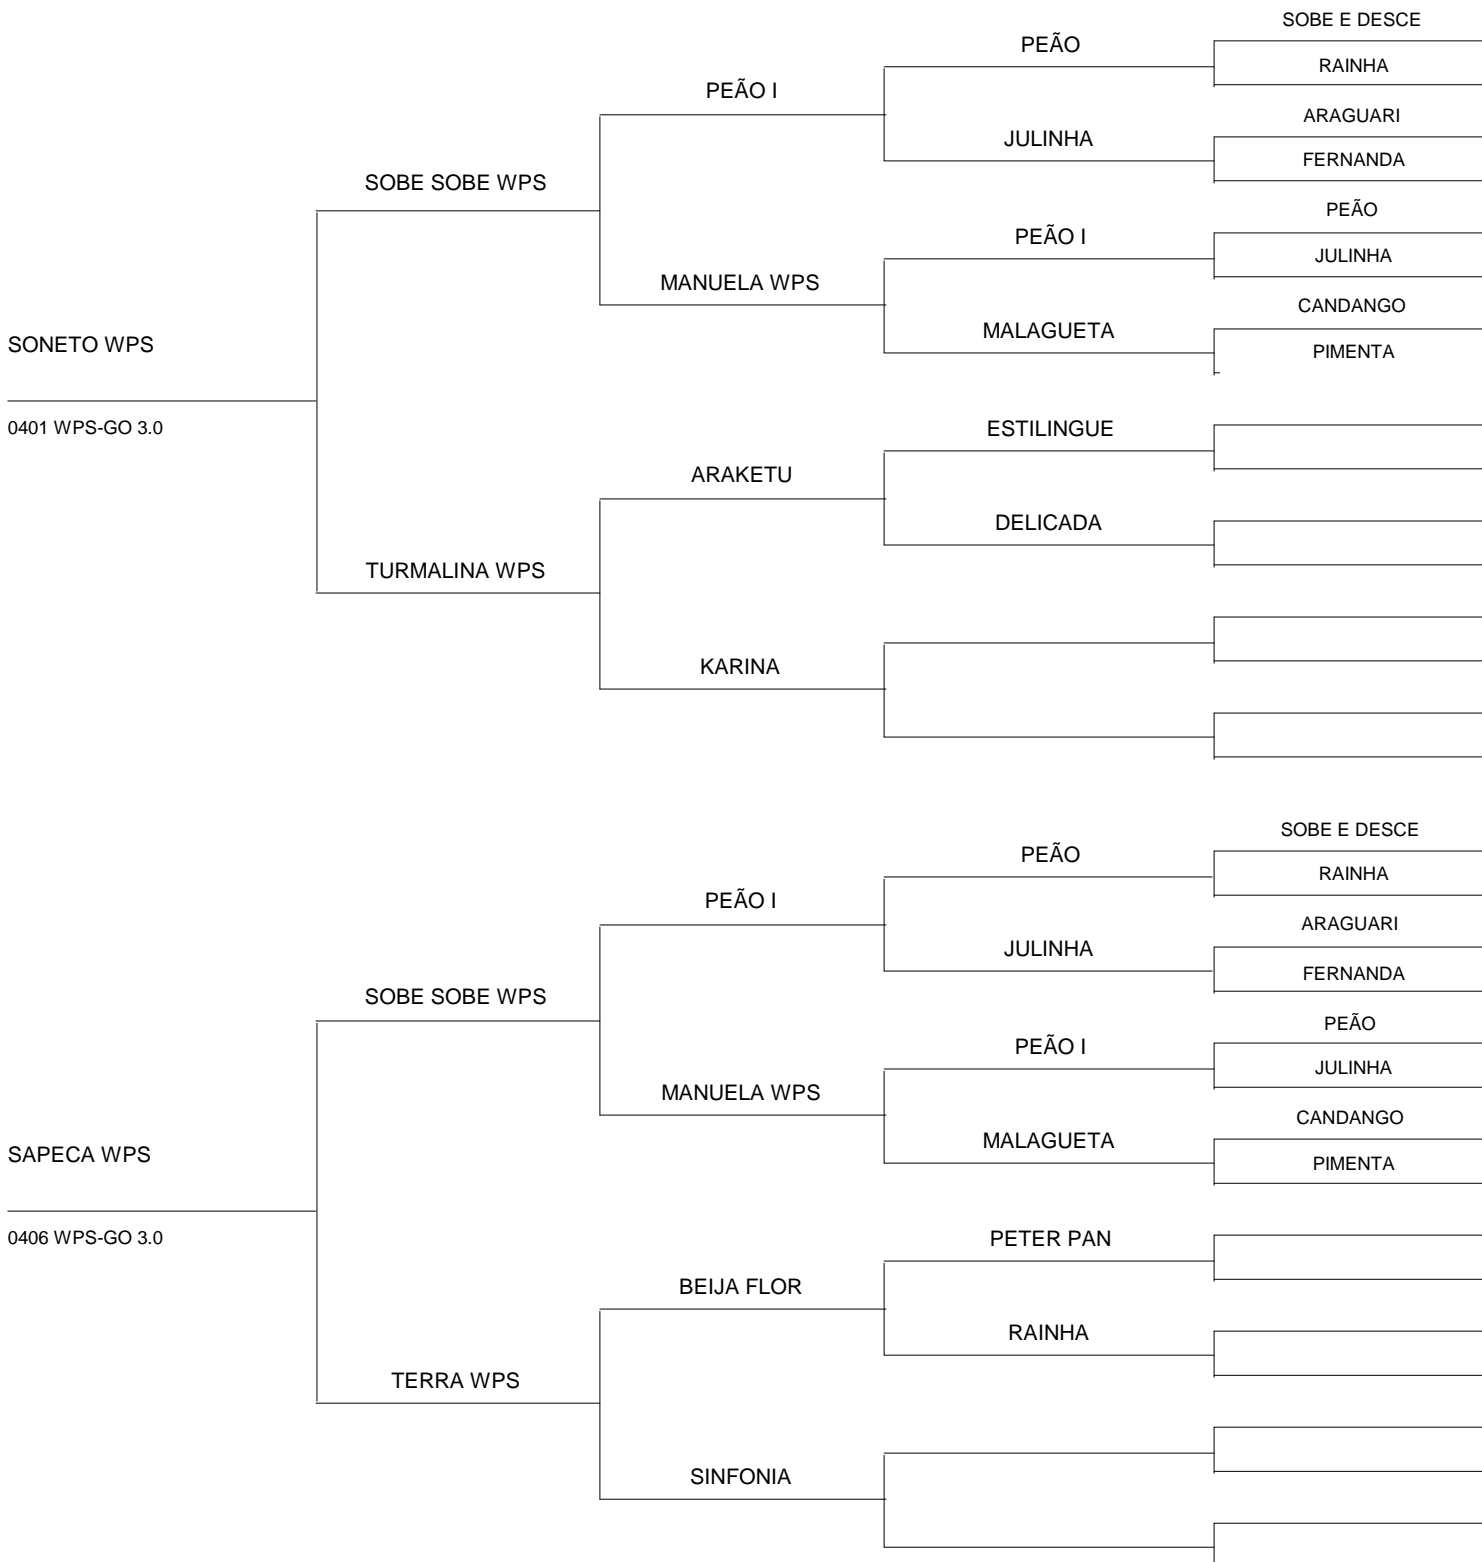 SOBE E DESCE
PEÃO
RAINHA
PEÃO I
ARAGUARI
JULINHA
FERNANDA
SOBE SOBE WPS
PEÃO
PEÃO I
JULINHA
MANUELA WPS
CANDANGO
MALAGUETA
PIMENTA
SONETO WPS
0401 WPS-GO 3.0
ESTILINGUE
ARAKETU
DELICADA
TURMALINA WPS
KARINA
SOBE E DESCE
PEÃO
RAINHA
PEÃO I
ARAGUARI
JULINHA
FERNANDA
SOBE SOBE WPS
PEÃO
PEÃO I
JULINHA
MANUELA WPS
CANDANGO
MALAGUETA
PIMENTA
SAPECA WPS
0406 WPS-GO 3.0
PETER PAN
BEIJA FLOR
RAINHA
TERRA WPS
SINFONIA